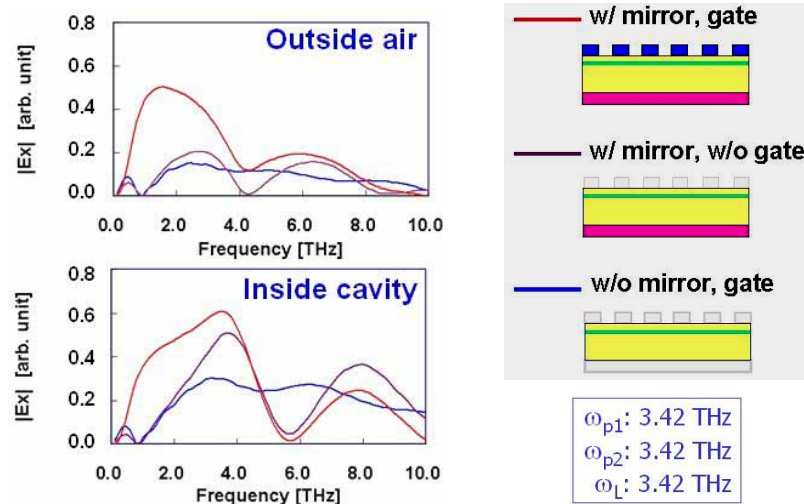 Outside air
|Ex| [arb. unit]
0.8
0.6
0.4
0.2
0.0
0.0 2.0 4.0 6.0 8.0 10.0
Frequency [THz]
Inside cavity
|Ex| [arb. unit]
0.8
0.6
0.4
0.2
0.0
0.0 2.0 4.0 6.0 8.0 10.0
Frequency [THz]
w/ mirror, gate
w/ mirror, w/o gate
w/o mirror, gate
ωp1: 3.42 THz
ωp2: 3.42 THz
ωL: 3.42 THz